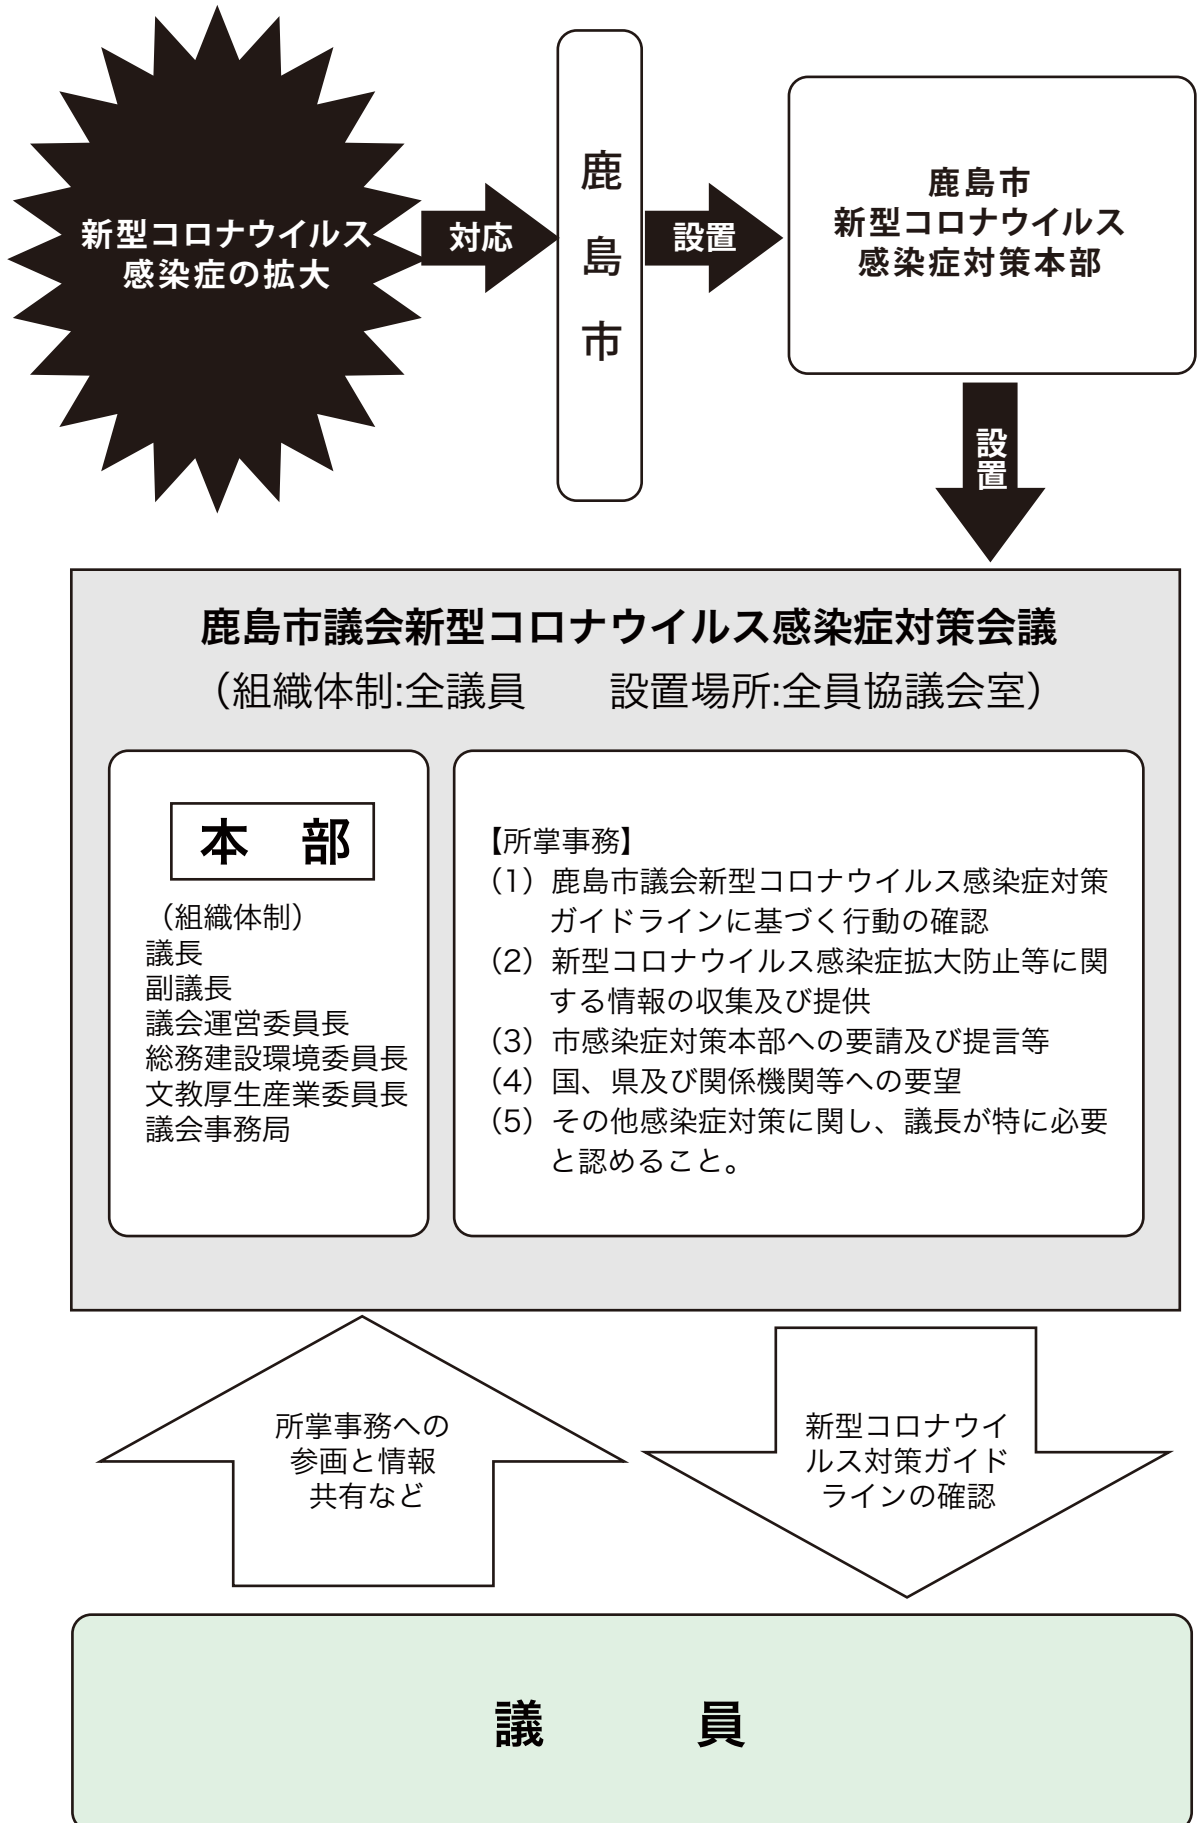 新型コロナウイルス
感染症の拡大
対応
鹿島市
設置
鹿島市
新型コロナウイルス
感染症対策本部
設置
鹿島市議会新型コロナウイルス感染症対策会議
（組織体制:全議員　　設置場所:全員協議会室）
本　部
（組織体制）
議長
副議長
議会運営委員長
総務建設環境委員長
文教厚生産業委員長
議会事務局
【所掌事務】
（1）鹿島市議会新型コロナウイルス感染症対策
ガイドラインに基づく行動の確認
（2）新型コロナウイルス感染症拡大防止等に関
する情報の収集及び提供
（3）市感染症対策本部への要請及び提言等
（4）国、県及び関係機関等への要望
（5）その他感染症対策に関し、議長が特に必要
と認めること。
所掌事務への
参画と情報
共有など
新型コロナウイ
ルス対策ガイド
ラインの確認
議　　　員